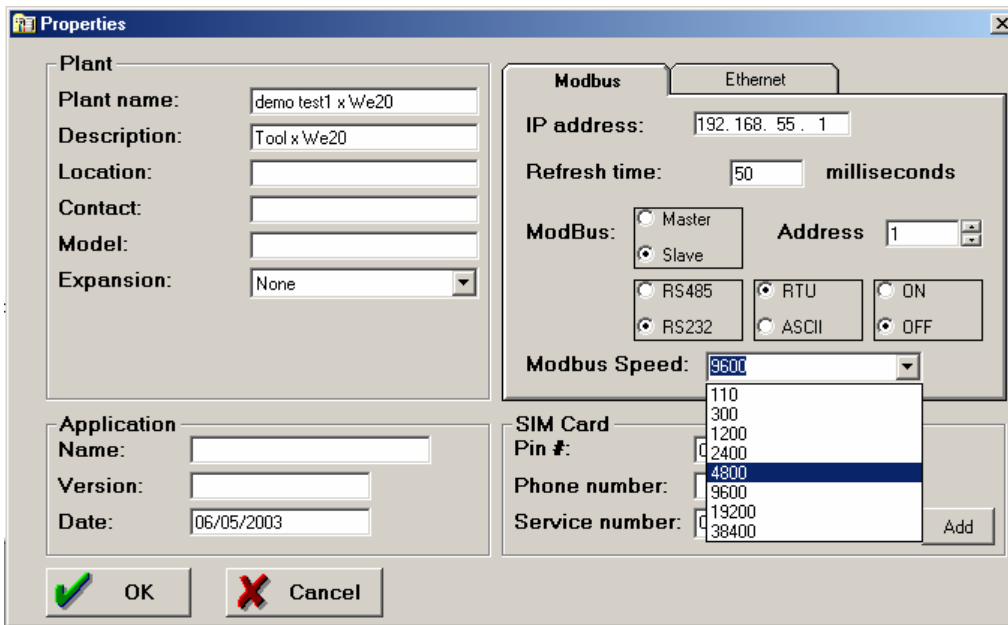 Properties
Plant
Plant name: demo test1 x We20
Description: Tool x We20
Location:
Contact:
Model:
Expansion: None
Modbus Ethernet
IP address: 192. 168. 55 . 1
Refresh time: 50 milliseconds
ModBus: Master Address 1
Slave
RS485 RTU ON
RS232 ASCII OFF
Modbus Speed: 9600
110
300
1200
2400
4800
9600
19200
38400
Application
Name:
Version:
Date: 06/05/2003
SIM Card
Pin #:
Phone number:
Service number:
Add
OK Cancel